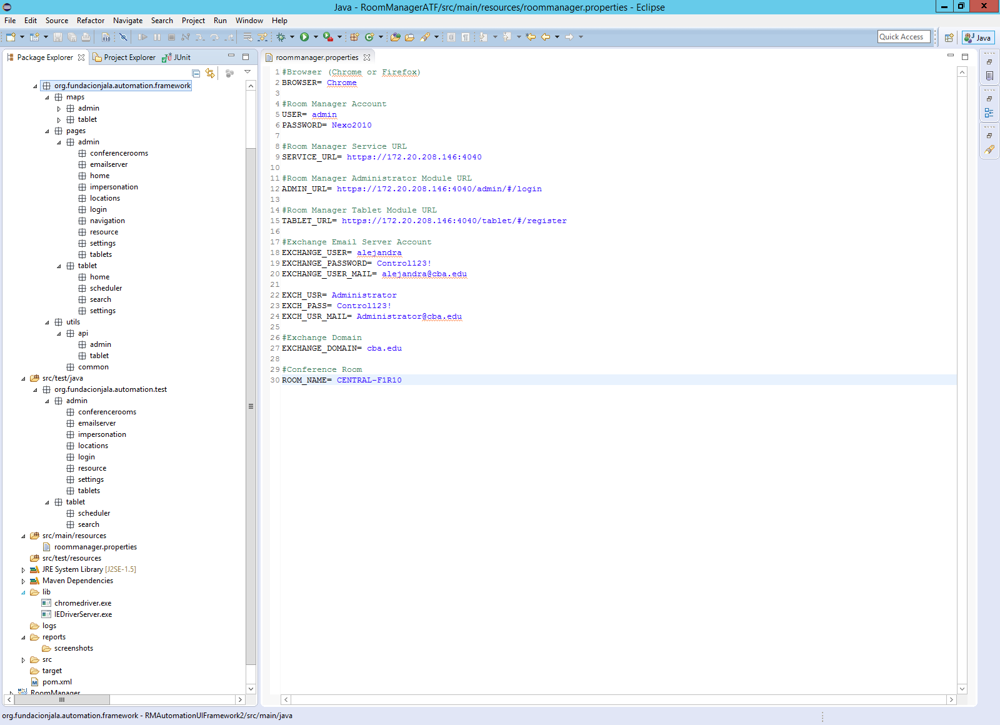 Java - RoomManagerATF/src/main/resources/roommanager.properties - Eclipse
File Edit Source Refactor Navigate Search Project Run Window Help
Quick Access
Java
Package Explorer
Project Explorer
JUnit
org.fundacionjala.automation.framework
maps
admin
tablet
pages
admin
conferencerooms
emailserver
home
impersonation
locations
login
navigation
resource
settings
tablets
tablet
home
scheduler
search
settings
utils
api
admin
tablet
common
src/test/java
org.fundacionjala.automation.test
admin
conferencerooms
emailserver
impersonation
locations
login
resource
settings
tablets
tablet
scheduler
search
src/main/resources
roommanager.properties
src/test/resources
JRE System Library [J2SE-1.5]
Maven Dependencies
lib
chromedriver.exe
IEDriverServer.exe
logs
reports
screenshots
src
target
pom.xml
RoomManager
roommanager.properties
1 #Browser (Chrome or Firefox)
2 BROWSER= Chrome
3
4 #Room Manager Account
5 USER= admin
6 PASSWORD= Nexo2010
7
8 #Room Manager Service URL
9 SERVICE_URL= https://172.20.208.146:4040
10
11 #Room Manager Administrator Module URL
12 ADMIN_URL= https://172.20.208.146:4040/admin/#/login
13
14 #Room Manager Tablet Module URL
15 TABLET_URL= https://172.20.208.146:4040/tablet/#/register
16
17 #Exchange Email Server Account
18 EXCHANGE_USER= alejandra
19 EXCHANGE_PASSWORD= Control123!
20 EXCHANGE_USER_MAIL= alejandra@cba.edu
21
22 EXCH_USR= Administrator
23 EXCH_PASS= Control123!
24 EXCH_USR_MAIL= Administrator@cba.edu
25
26 #Exchange Domain
27 EXCHANGE_DOMAIN= cba.edu
28
29 #Conference Room
30 ROOM_NAME= CENTRAL-F1R10
org.fundacionjala.automation.framework - RMAutomationUIFramework2/src/main/java